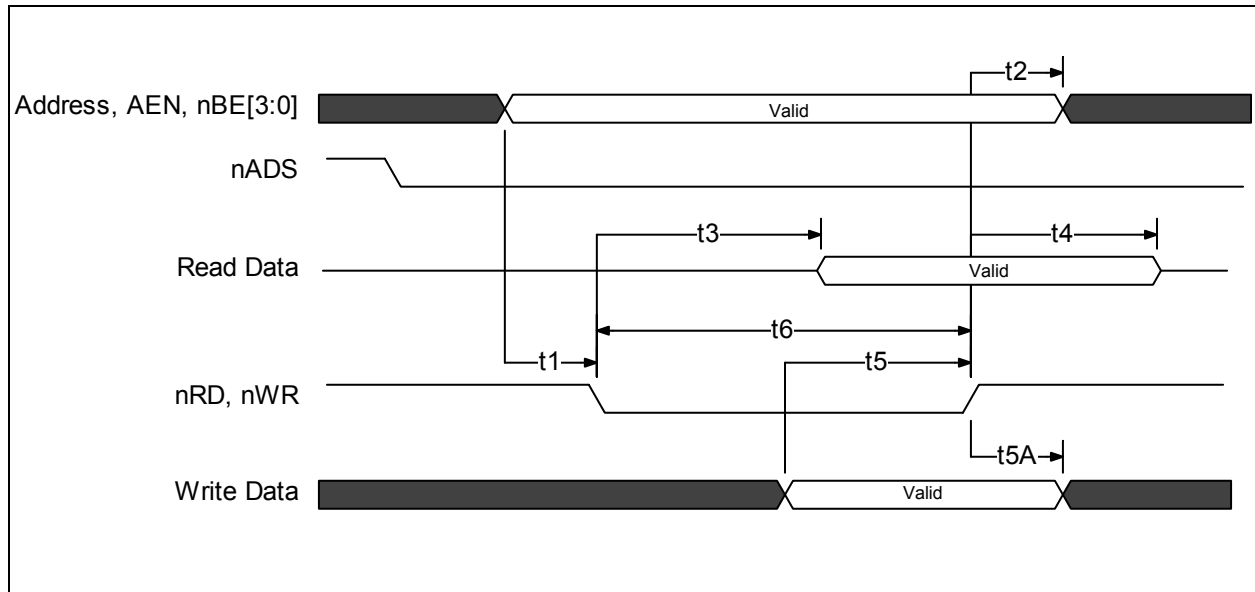 t2
Address, AEN, nBE[3:0]
Valid
nADS
t3
t4
Read Data
Valid
t6
t1
t5
nRD, nWR
t5A
Write Data
Valid